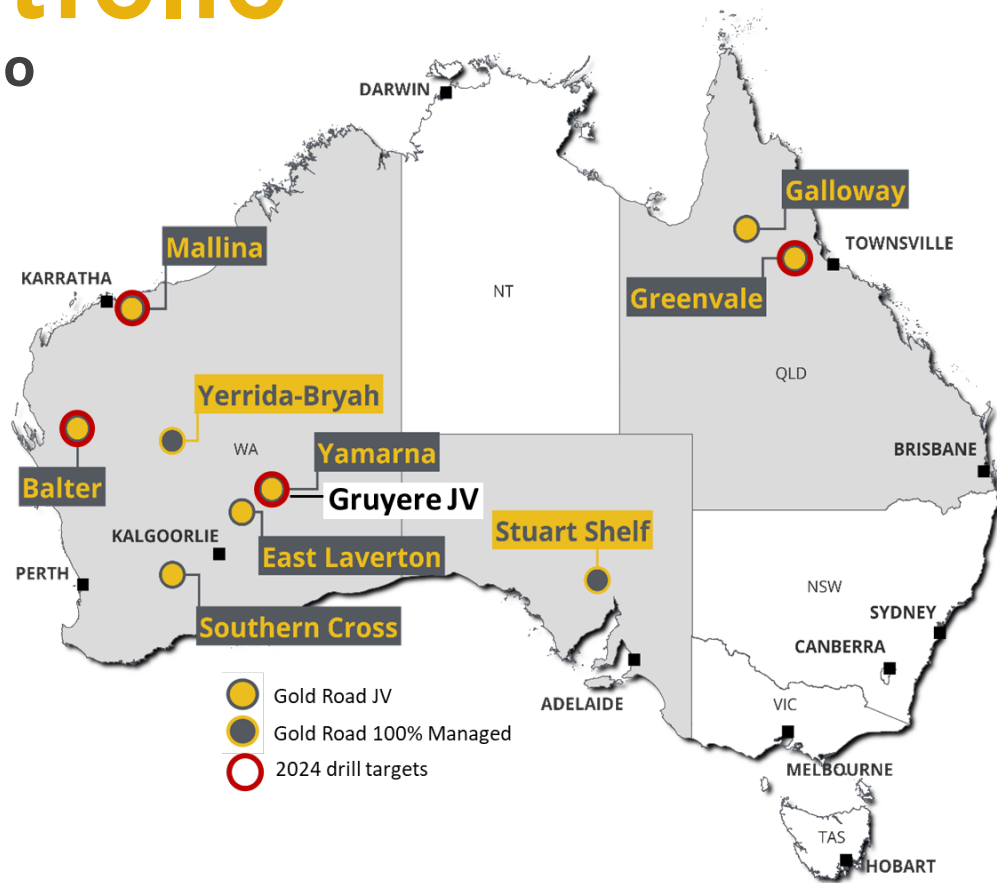 o
DARWIN
Galloway
TOWNSVILLE
Mallina
KARRATHA
NT
Greenvale
QLD
Yerrida-Bryah
WA
Yamarna
BRISBANE
Balter
Gruyere JV
Stuart Shelf
KALGOORLIE
East Laverton
PERTH
NSW
SYDNEY
Southern Cross
CANBERRA
Gold Road JV
ADELAIDE
VIC
Gold Road 100% Managed
2024 drill targets
MELBOURNE
TAS
HOBART